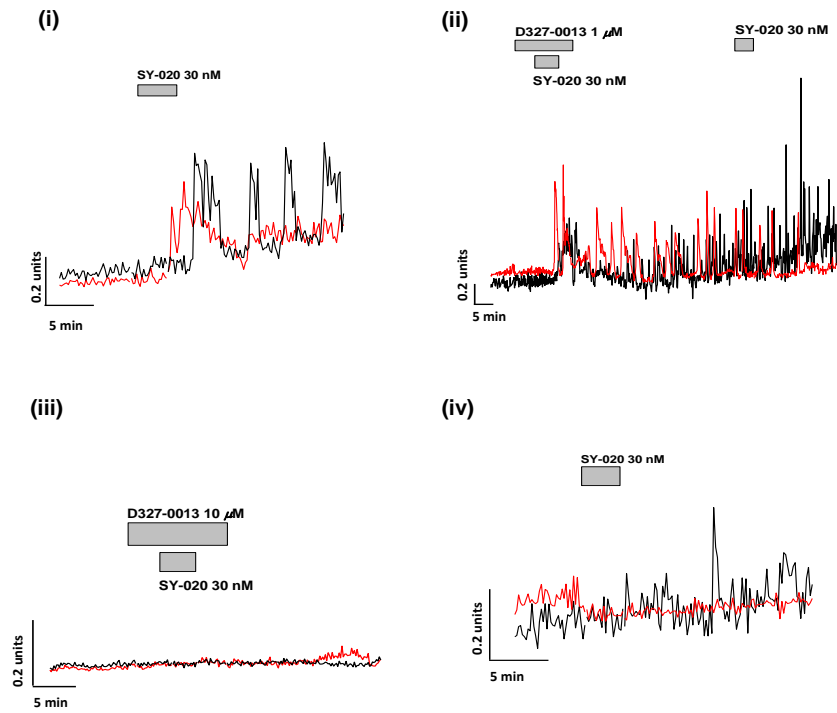 (i)
SY-020 30 nM
0.2 units
5 min
(ii)
D327-0013 1 μM
SY-020 30 nM
SY-020 30 nM
0.2 units
5 min
(iii)
D327-0013 10 μM
SY-020 30 nM
0.2 units
5 min
(iv)
SY-020 30 nM
0.2 units
5 min